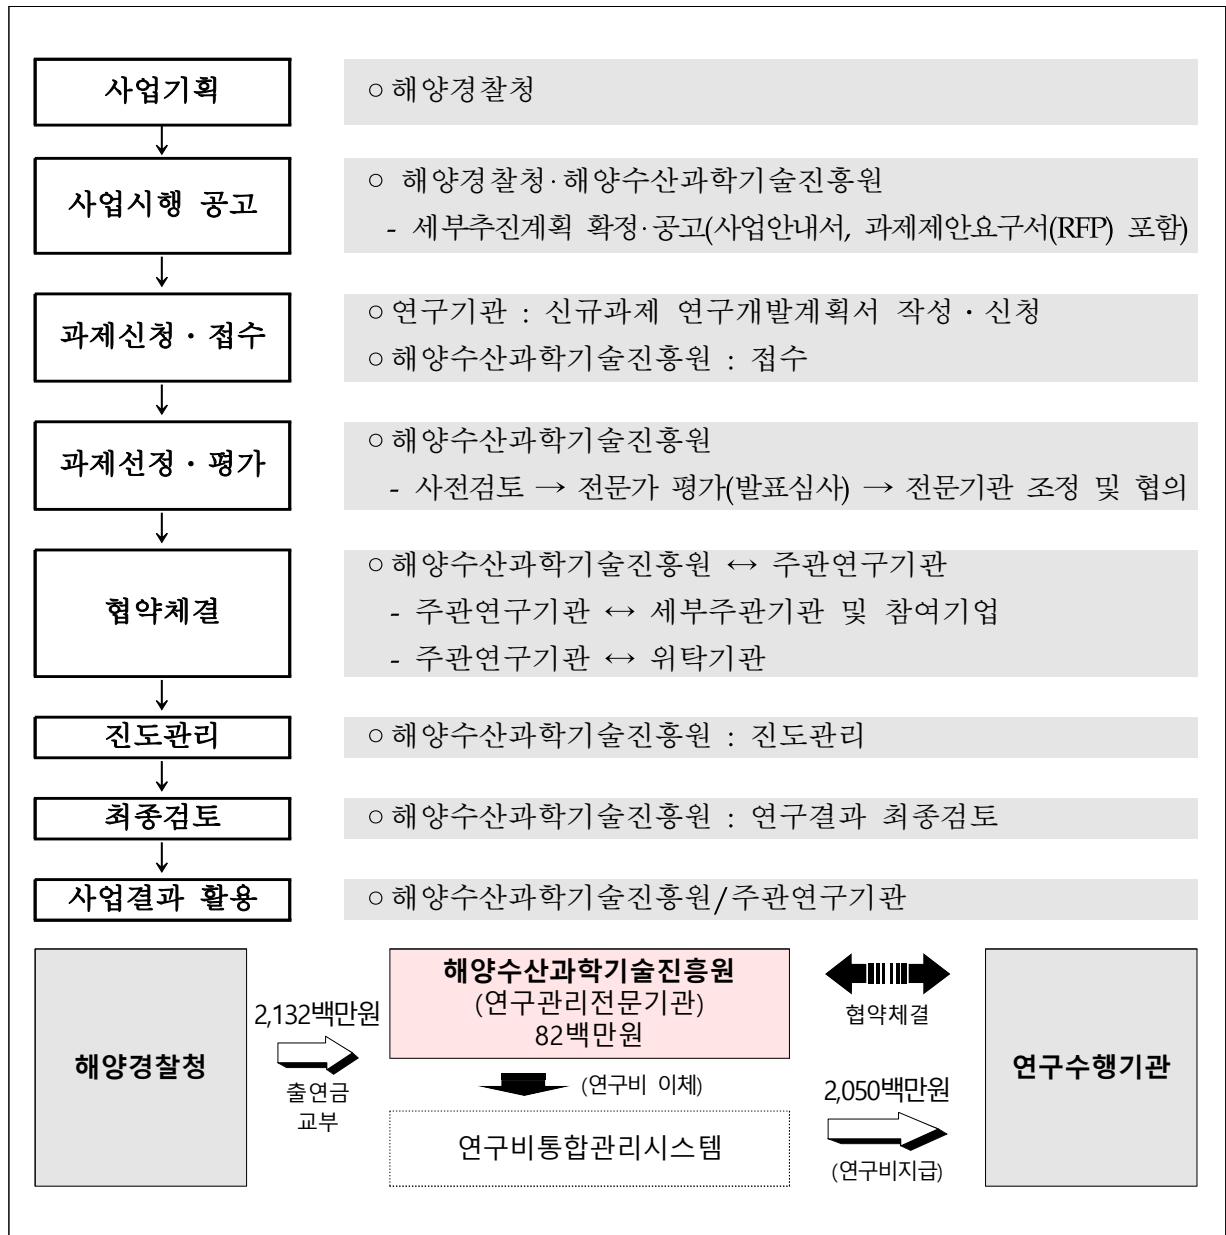 사업기획
○ 해양경찰청
사업시행 공고
○ 해양경찰청·해양수산과학기술진흥원
- 세부추진계획 확정·공고(사업안내서, 과제제안요구서(RFP) 포함)
과제신청·접수
○ 연구기관 : 신규과제 연구개발계획서 작성·신청
○ 해양수산과학기술진흥원 : 접수
과제선정·평가
○ 해양수산과학기술진흥원
- 사전검토 → 전문가 평가(발표심사) → 전문기관 조정 및 협의
협약체결
○ 해양수산과학기술진흥원 ↔ 주관연구기관
- 주관연구기관 ↔ 세부주관기관 및 참여기업
- 주관연구기관 ↔ 위탁기관
진도관리
○ 해양수산과학기술진흥원 : 진도관리
최종검토
○ 해양수산과학기술진흥원 : 연구결과 최종검토
사업결과 활용
○ 해양수산과학기술진흥원/주관연구기관
해양경찰청
2,132백만원
출연금
교부
해양수산과학기술진흥원
(연구관리전문기관)
82백만원
(연구비 이체)
연구비통합관리시스템
협약체결
2,050백만원
(연구비지급)
연구수행기관